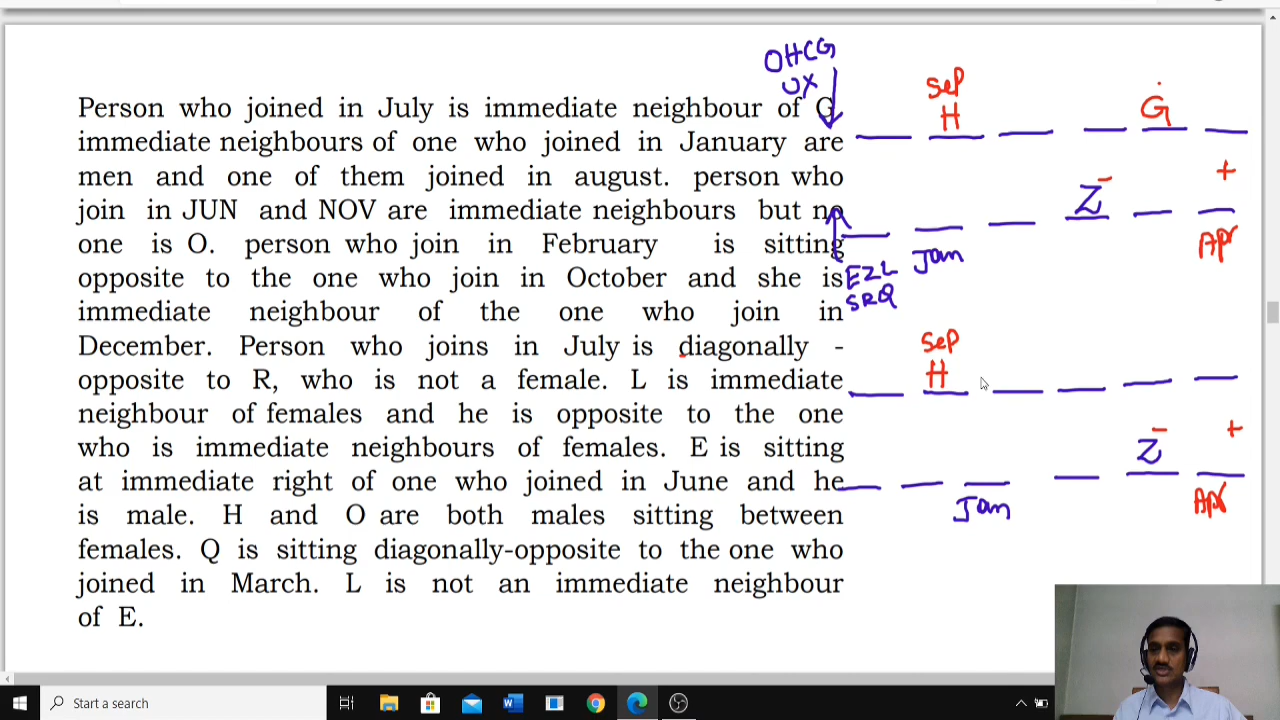 Person who joined in July is immediate neighbour of G
immediate neighbours of one who joined in January are
men and one of them joined in august. person who
join in JUN and NOV are immediate neighbours but no
one is O. person who join in February is sitting
opposite to the one who join in October and she is
immediate neighbour of the one who join in
December. Person who joins in July is diagonally -
opposite to R, who is not a female. L is immediate
neighbour of females and he is opposite to the one
who is immediate neighbours of females. E is sitting
at immediate right of one who joined in June and he
is male. H and O are both males sitting between
females. Q is sitting diagonally-opposite to the one who
joined in March. L is not an immediate neighbour
of E.
OHCG
UX
Sep
H
G
+
Z -
EZL
SRQ
Jan
Apr
Sep
H
+
Z -
Jan
Apr
Start a search